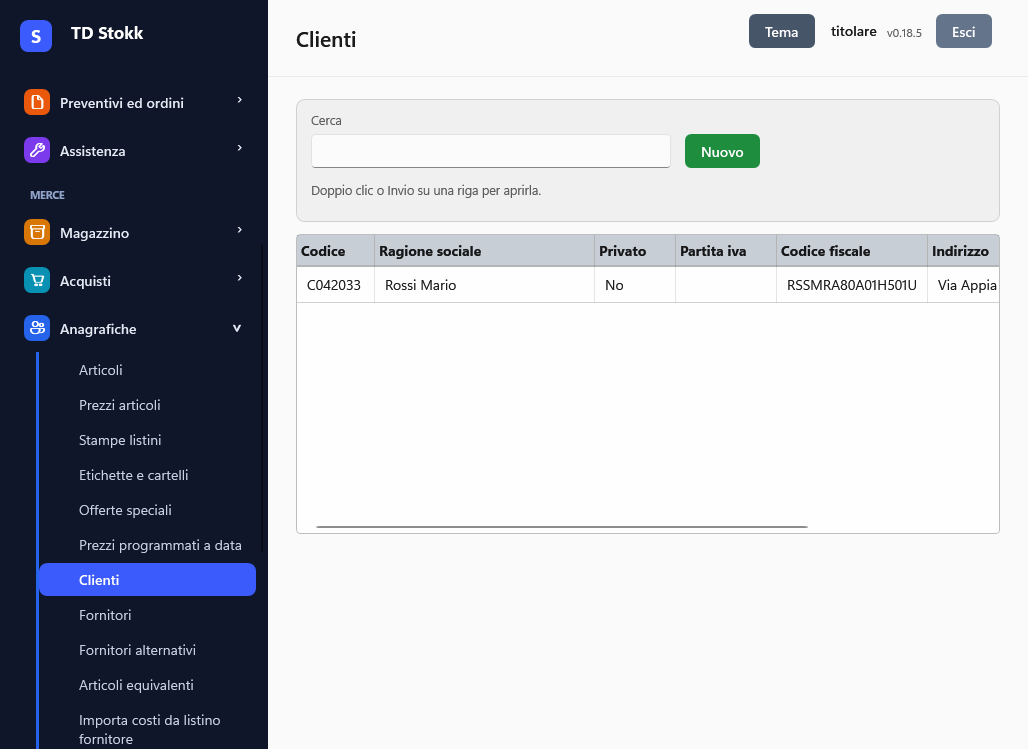 S
TD Stokk
Preventivi ed ordini
Assistenza
MERCE
Magazzino
Acquisti
Anagrafiche
Articoli
Prezzi articoli
Stampe listini
Etichette e cartelli
Offerte speciali
Prezzi programmati a data
Clienti
Fornitori
Fornitori alternativi
Articoli equivalenti
Importa costi da listino
fornitore
Clienti
Tema titolare v0.18.5 Esci
Cerca
Nuovo
Doppio clic o Invio su una riga per aprirla.
Codice Ragione sociale Privato Partita iva Codice fiscale Indirizzo
C042033 Rossi Mario No RSSMRA80A01H501U Via Appia